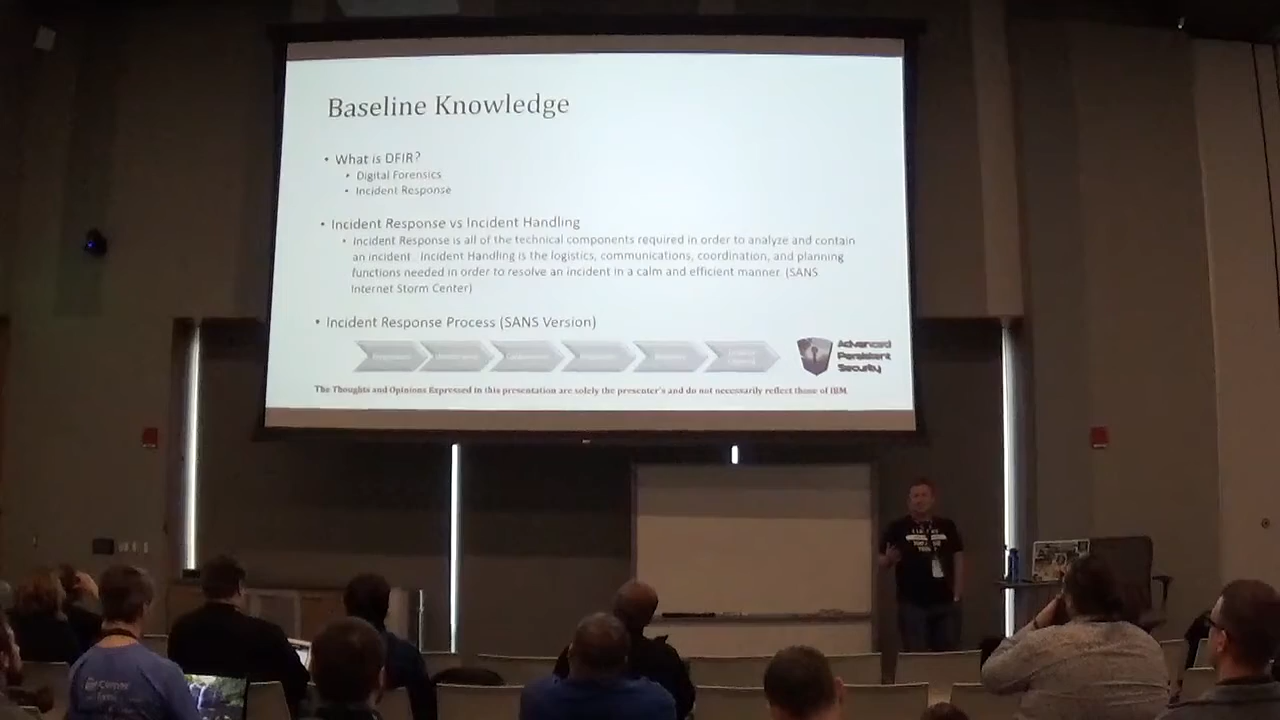 Baseline Knowledge
• What is DFIR?
• Digital Forensics
• Incident Response
• Incident Response vs Incident Handling
• Incident Response is all of the technical components required in order to analyze and contain
an incident. Incident Handling is the logistics, communications, coordination, and planning
functions needed in order to resolve an incident in a calm and efficient manner. (SANS
Internet Storm Center)
• Incident Response Process (SANS Version)
Advanced
Persistent
Security
The Thoughts and Opinions Expressed in this presentation are solely the presenter's and do not necessarily reflect those of IBM